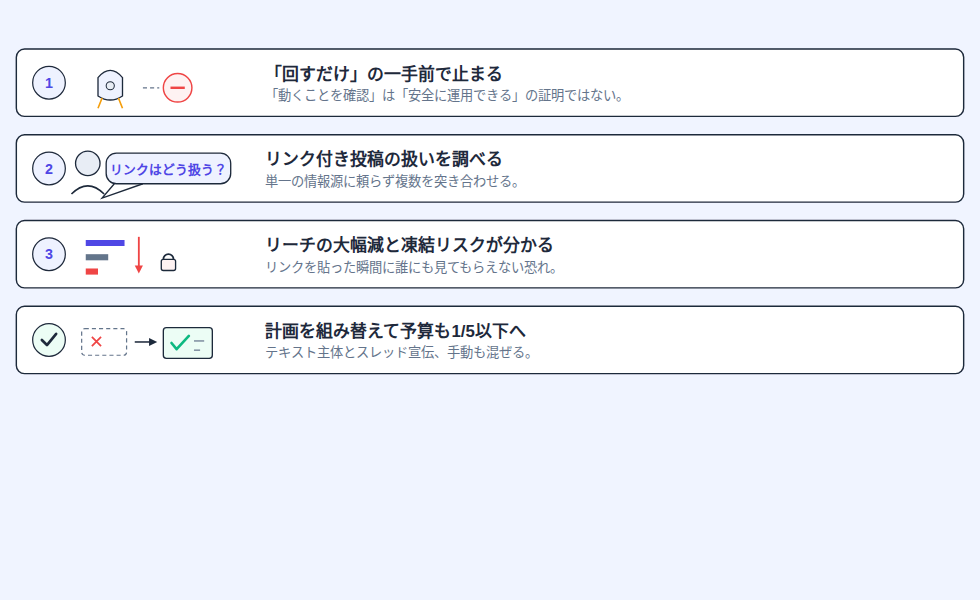 1
「回すだけ」の一手前で止まる
「動くことを確認」は「安全に運用できる」の証明ではない。
2
リンクはどう扱う？
リンク付き投稿の扱いを調べる
単一の情報源に頼らず複数を突き合わせる。
3
リーチの大幅減と凍結リスクが分かる
リンクを貼った瞬間に誰にも見てもらえない恐れ。
計画を組み替えて予算も1/5以下へ
テキスト主体とスレッド宣伝、手動も混ぜる。